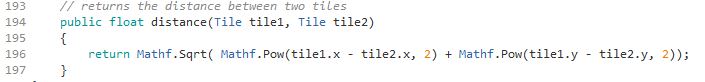 193 // returns the distance between two tiles
194 public float distance(Tile tile1, Tile tile2)
195 {
196 return Mathf.Sqrt( Mathf.Pow(tile1.x - tile2.x, 2) + Mathf.Pow(tile1.y - tile2.y, 2));
197 }